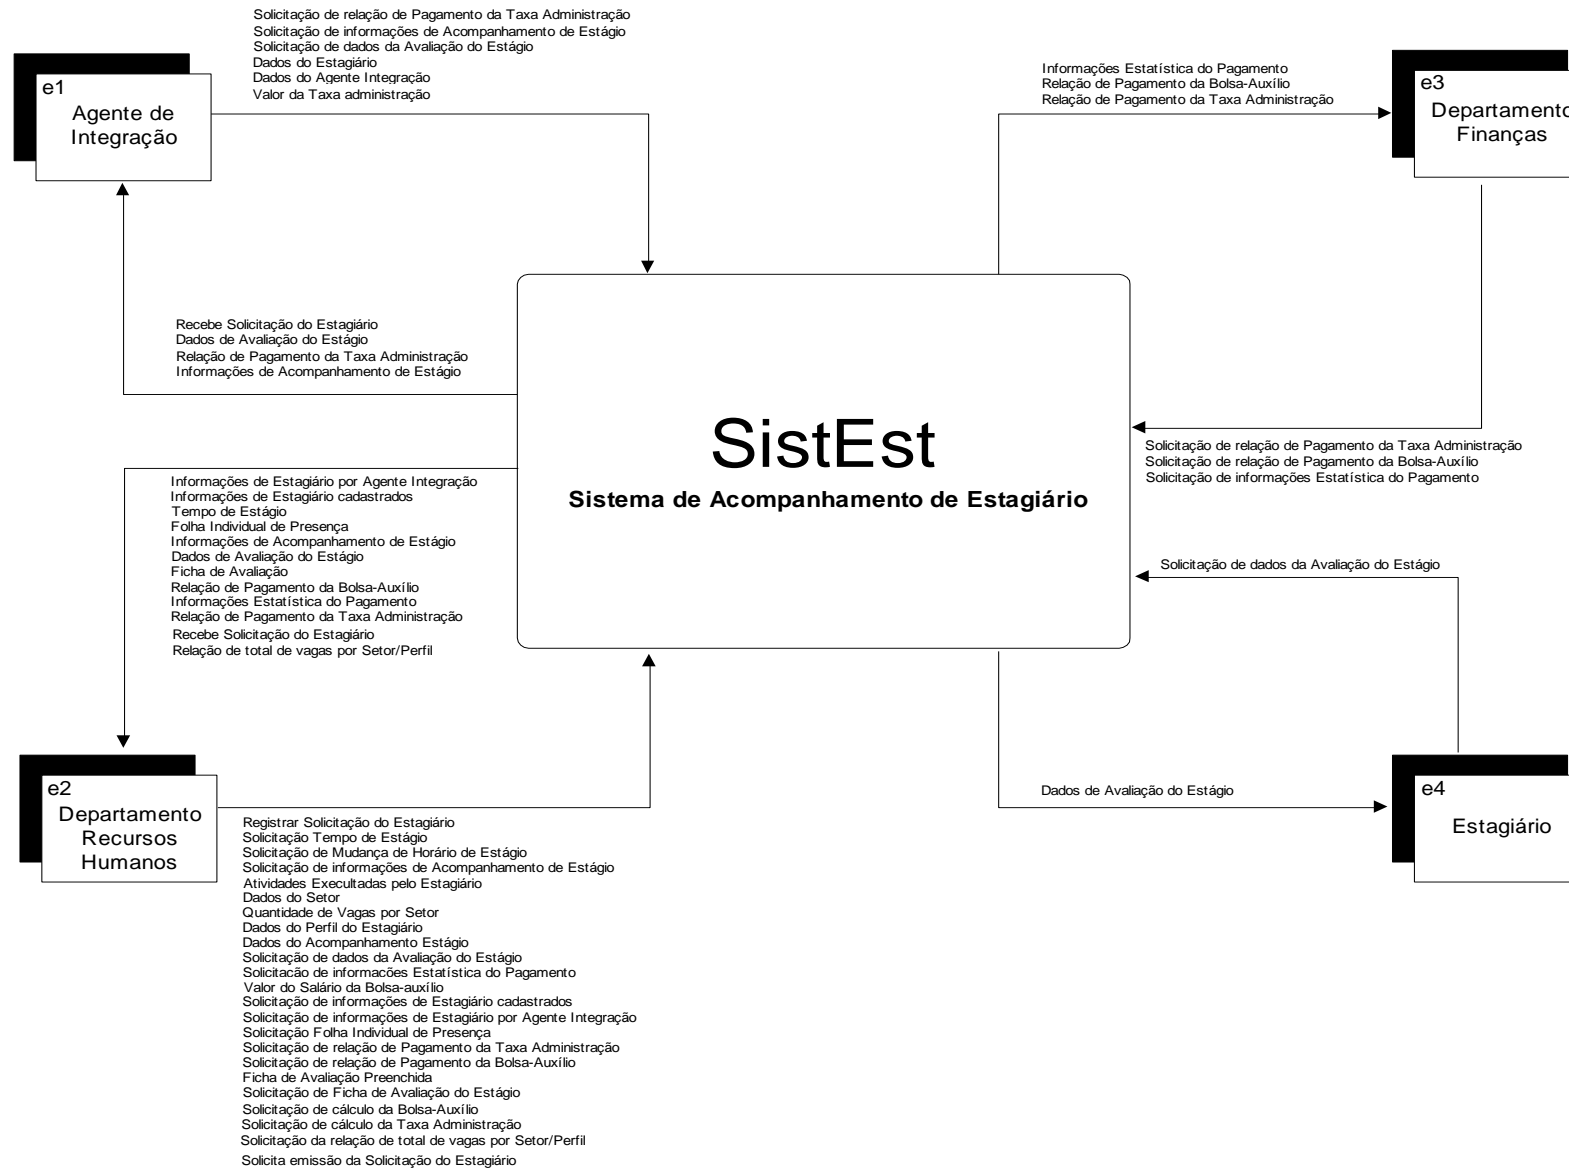 Solicitação de relação de Pagamento da Taxa Administração
Solicitação de informações de Acompanhamento de Estágio
Solicitação de dados da Avaliação do Estágio
Dados do Estagiário
Dados do Agente Integração
Valor da Taxa administração
e1
Agente de
Integração
Informações Estatística do Pagamento
Relação de Pagamento da Bolsa-Auxílio
Relação de Pagamento da Taxa Administração
e3
Departamento
Finanças
Recebe Solicitação do Estagiário
Dados de Avaliação do Estágio
Relação de Pagamento da Taxa Administração
Informações de Acompanhamento de Estágio
SistEst
Sistema de Acompanhamento de Estagiário
Solicitação de relação de Pagamento da Taxa Administração
Solicitação de relação de Pagamento da Bolsa-Auxílio
Solicitação de informações Estatística do Pagamento
Informações de Estagiário por Agente Integração
Informações de Estagiário cadastrados
Tempo de Estágio
Folha Individual de Presença
Informações de Acompanhamento de Estágio
Dados de Avaliação do Estágio
Ficha de Avaliação
Relação de Pagamento da Bolsa-Auxílio
Informações Estatística do Pagamento
Relação de Pagamento da Taxa Administração
Recebe Solicitação do Estagiário
Relação de total de vagas por Setor/Perfil
Solicitação de dados da Avaliação do Estágio
e2
Departamento
Recursos
Humanos
Dados de Avaliação do Estágio
e4
Estagiário
Registrar Solicitação do Estagiário
Solicitação Tempo de Estágio
Solicitação de Mudança de Horário de Estágio
Solicitação de informações de Acompanhamento de Estágio
Atividades Execultadas pelo Estagiário
Dados do Setor
Quantidade de Vagas por Setor
Dados do Perfil do Estagiário
Dados do Acompanhamento Estágio
Solicitação de dados da Avaliação do Estágio
Solicitacão de informacões Estatística do Pagamento
Valor do Salário da Bolsa-auxílio
Solicitação de informações de Estagiário cadastrados
Solicitação de informações de Estagiário por Agente Integração
Solicitação Folha Individual de Presença
Solicitação de relação de Pagamento da Taxa Administração
Solicitação de relação de Pagamento da Bolsa-Auxílio
Ficha de Avaliação Preenchida
Solicitação de Ficha de Avaliação do Estágio
Solicitação de cálculo da Bolsa-Auxílio
Solicitação de cálculo da Taxa Administração
Solicitação da relação de total de vagas por Setor/Perfil
Solicita emissão da Solicitação do Estagiário